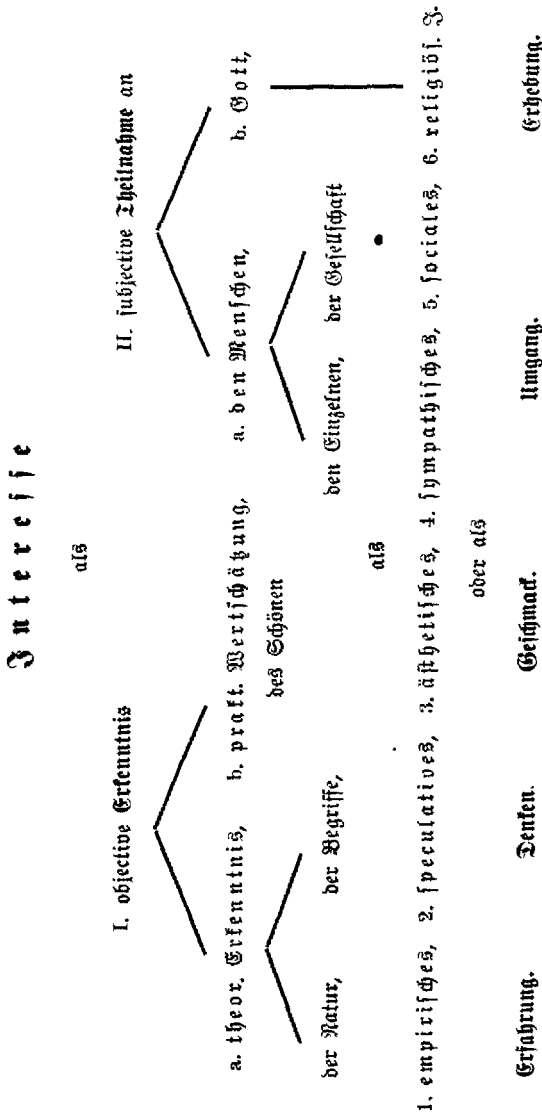 Interesse
als
I. objective Erkenntnis II. subjective Theilnahme an
a. theor. Erkenntnis, b. prakt. Wertschätzung, a. den Menschen, b. Gott,
des Schönen
der Natur, der Begriffe, den Einzelnen, der Gesellschaft
als
1. empirisches, 2. speculatives, 3. ästhetisches, 4. sympathisches, 5. sociales, 6. religiös. J.
oder als
Erfahrung. Denken. Geschmack. Umgang. Erhebung.